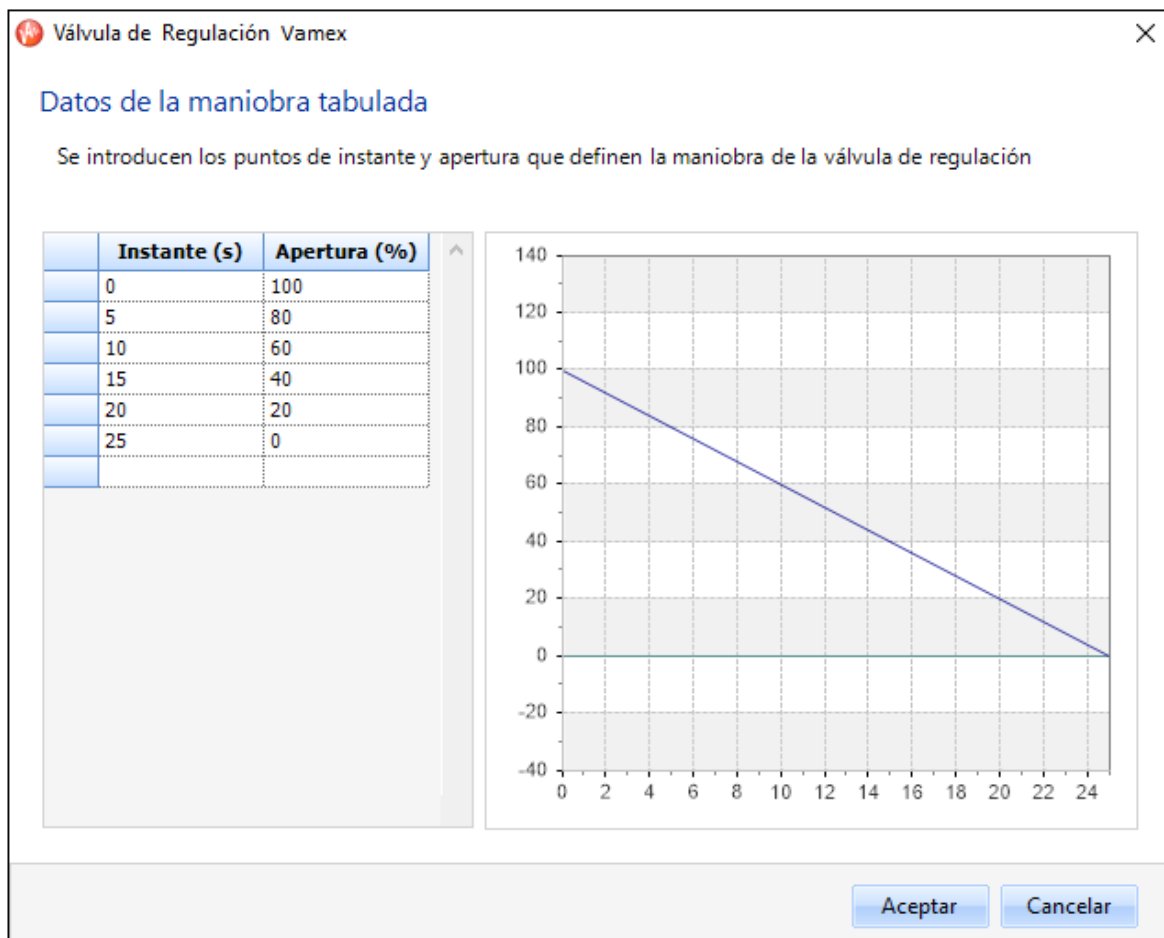 Válvula de Regulación Vamex
Datos de la maniobra tabulada
Se introducen los puntos de instante y apertura que definen la maniobra de la válvula de regulación
Instante (s) Apertura (%)
0 100
5 80
10 60
15 40
20 20
25 0
140
120
100
80
60
40
20
0
-20
-40
0 2 4 6 8 10 12 14 16 18 20 22 24
Aceptar Cancelar